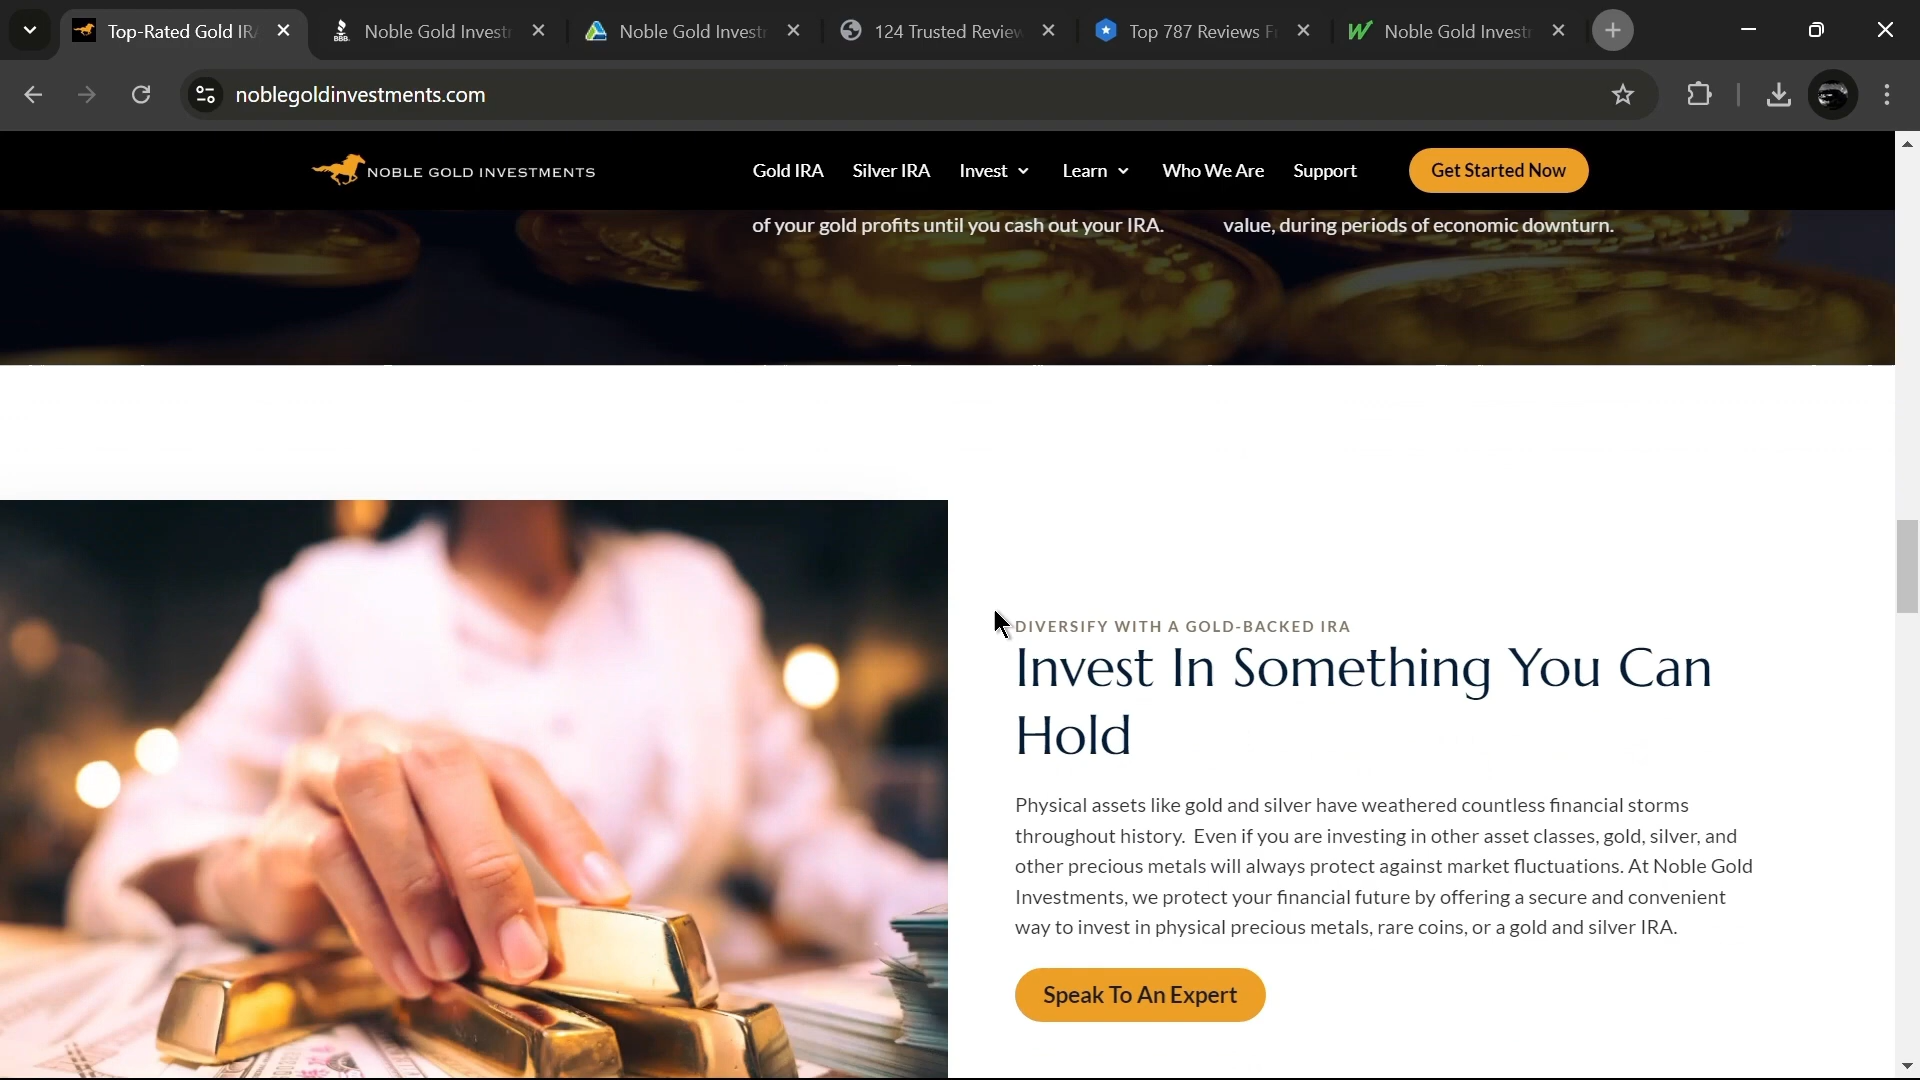 Top-Rated Gold IR
Noble Gold Invest
Noble Gold Invest
124 Trusted Review
Top 787 Reviews F
Noble Gold Invest
noblegoldinvestments.com
NOBLE GOLD INVESTMENTS
Gold IRA
Silver IRA
Invest
Learn
Who We Are
Support
Get Started Now
of your gold profits until you cash out your IRA.
value, during periods of economic downturn.
DIVERSIFY WITH A GOLD-BACKED IRA
Invest In Something You Can
Hold
Physical assets like gold and silver have weathered countless financial storms
throughout history. Even if you are investing in other asset classes, gold, silver, and
other precious metals will always protect against market fluctuations. At Noble Gold
Investments, we protect your financial future by offering a secure and convenient
way to invest in physical precious metals, rare coins, or a gold and silver IRA.
Speak To An Expert